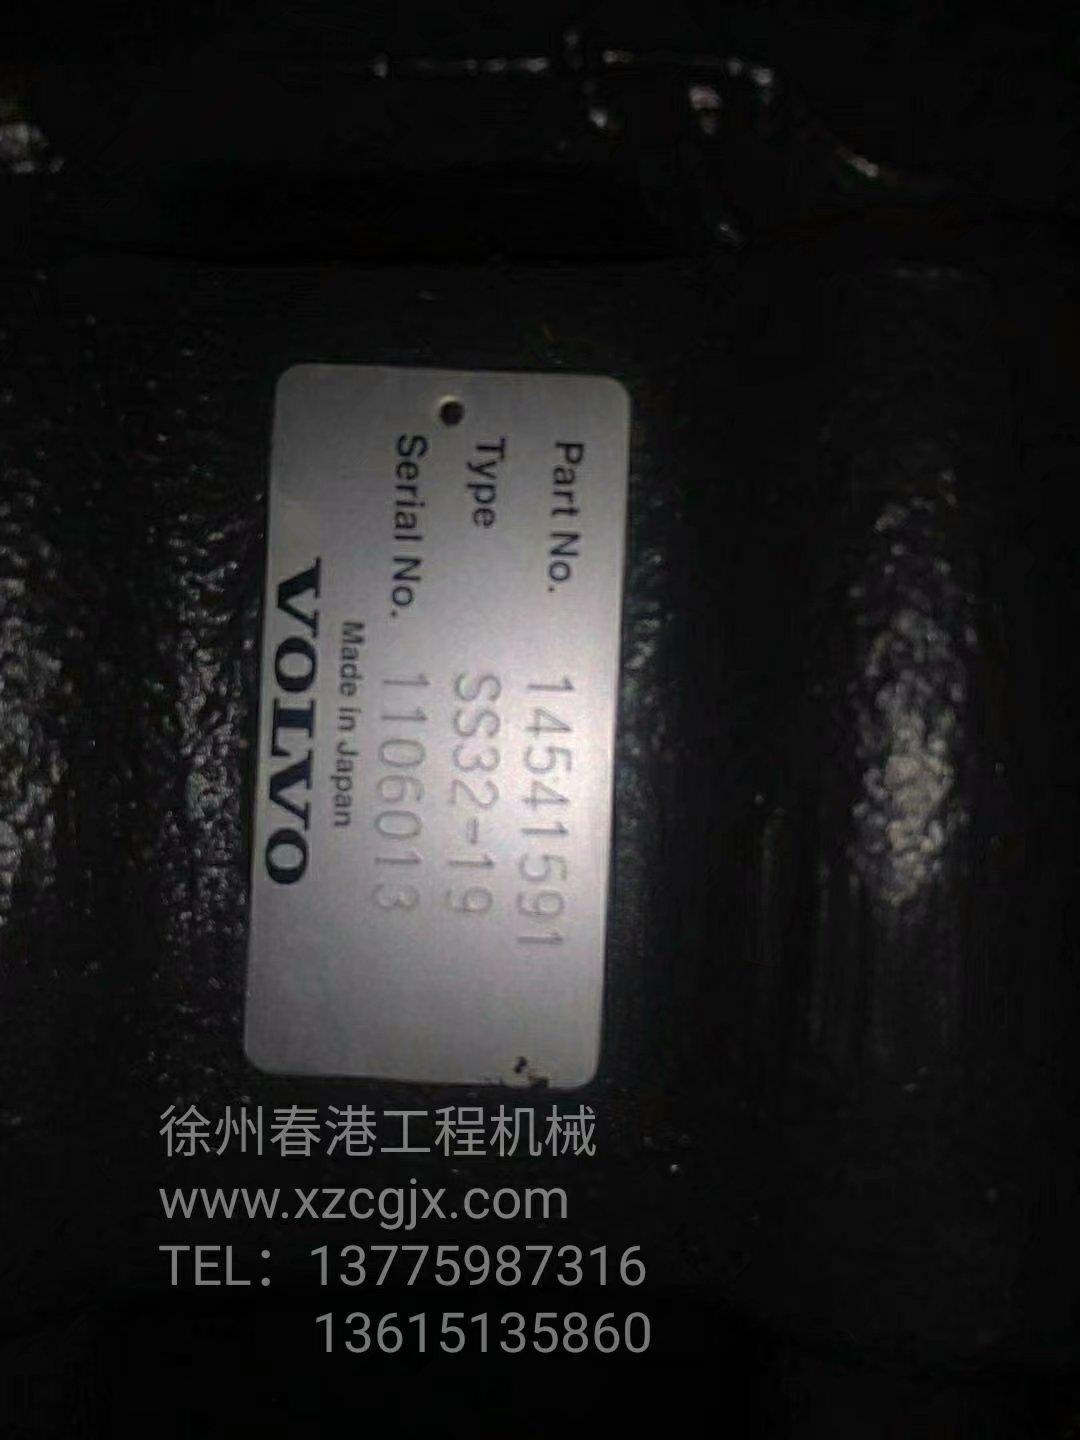 Part No. 14541591
Type SS32-19
Serial No. 1106013
Made in Japan
VOLVO
徐州春港工程机械
www.xzcgjx.com
TEL：13775987316
13615135860